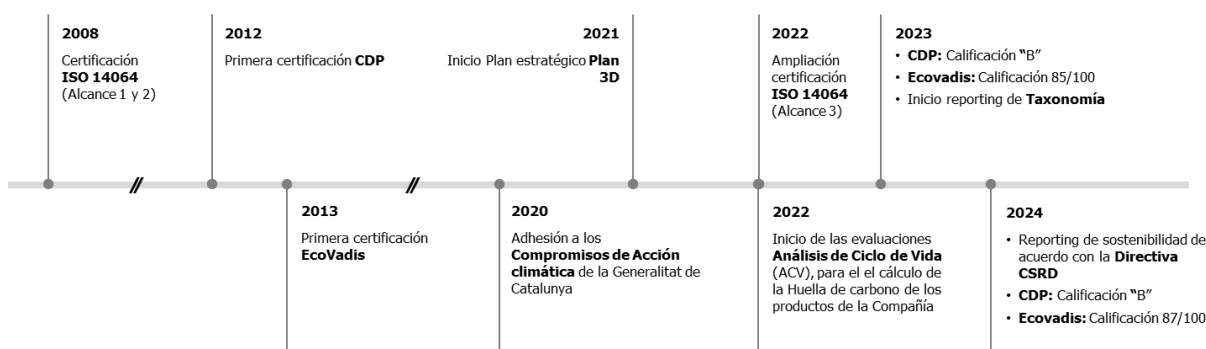 2008
Certificación
ISO 14064
(Alcance 1 y 2)
2012
Primera certificación CDP
2021
Inicio Plan estratégico Plan
3D
2022
Ampliación
certificación
ISO 14064
(Alcance 3)
2023
• CDP: Calificación "B"
• Ecovadis: Calificación 85/100
• Inicio reporting de Taxonomía
2013
Primera certificación
EcoVadis
2020
Adhesión a los
Compromisos de Acción
climática de la Generalitat de
Catalunya
2022
Inicio de las evaluaciones
Análisis de Ciclo de Vida
(ACV), para el el cálculo de
la Huella de carbono de los
productos de la Compañía
2024
• Reporting de sostenibilidad de
acuerdo con la Directiva
CSRD
• CDP: Calificación "B"
• Ecovadis: Calificación 87/100